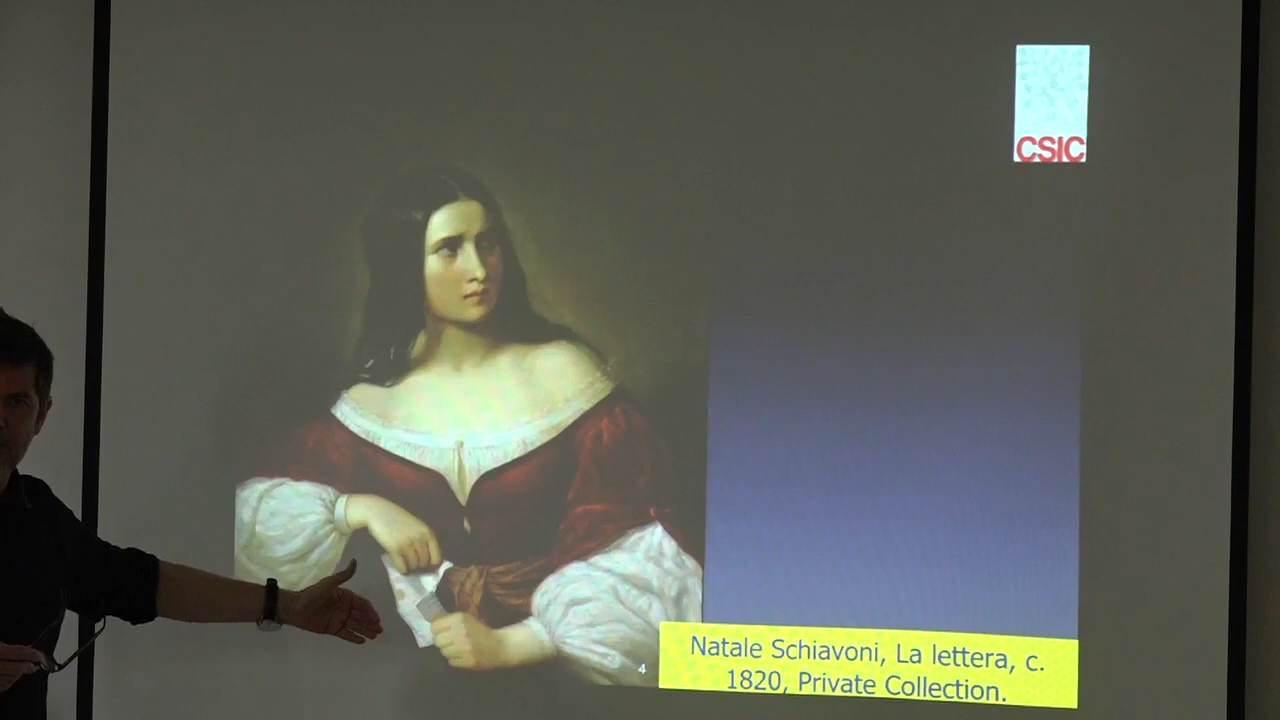 CSIC
4
Natale Schiavoni, La lettera, c.
1820, Private Collection.